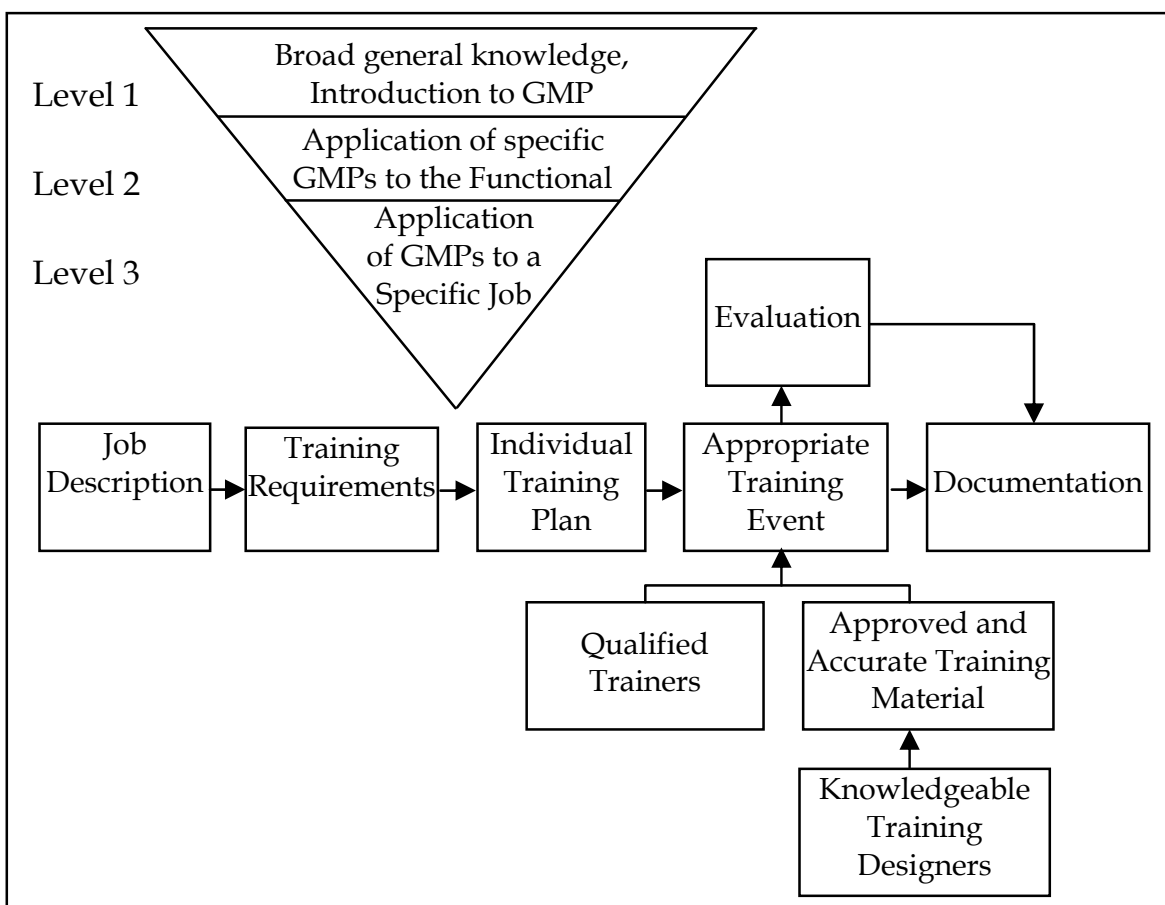 Level 1
Broad general knowledge,
Introduction to GMP
Level 2
Application of specific
GMPs to the Functional
Level 3
Application
of GMPs to a
Specific Job
Evaluation
Job
Description
Training
Requirements
Individual
Training
Plan
Appropriate
Training
Event
Documentation
Qualified
Trainers
Approved and
Accurate Training
Material
Knowledgeable
Training
Designers